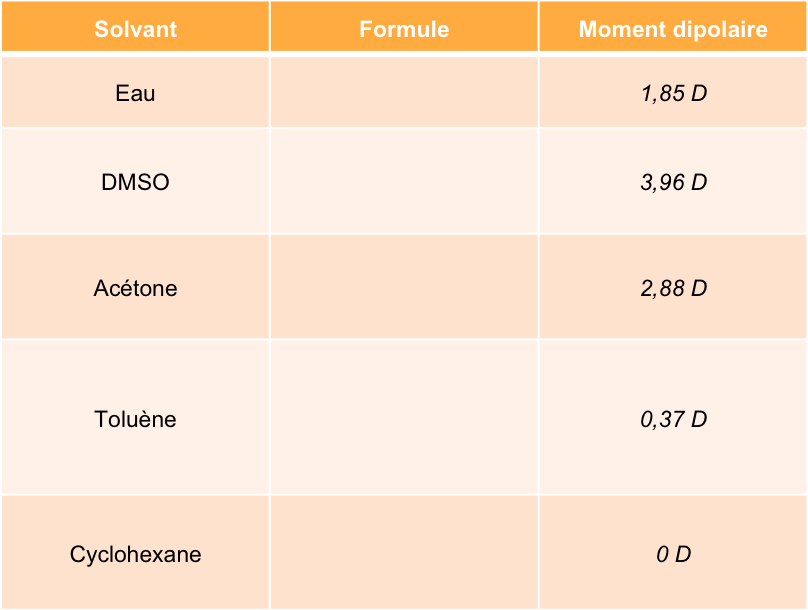 Solvant Formule Moment dipolaire
Eau 1,85 D
DMSO 3,96 D
Acétone 2,88 D
Toluène 0,37 D
Cyclohexane 0 D